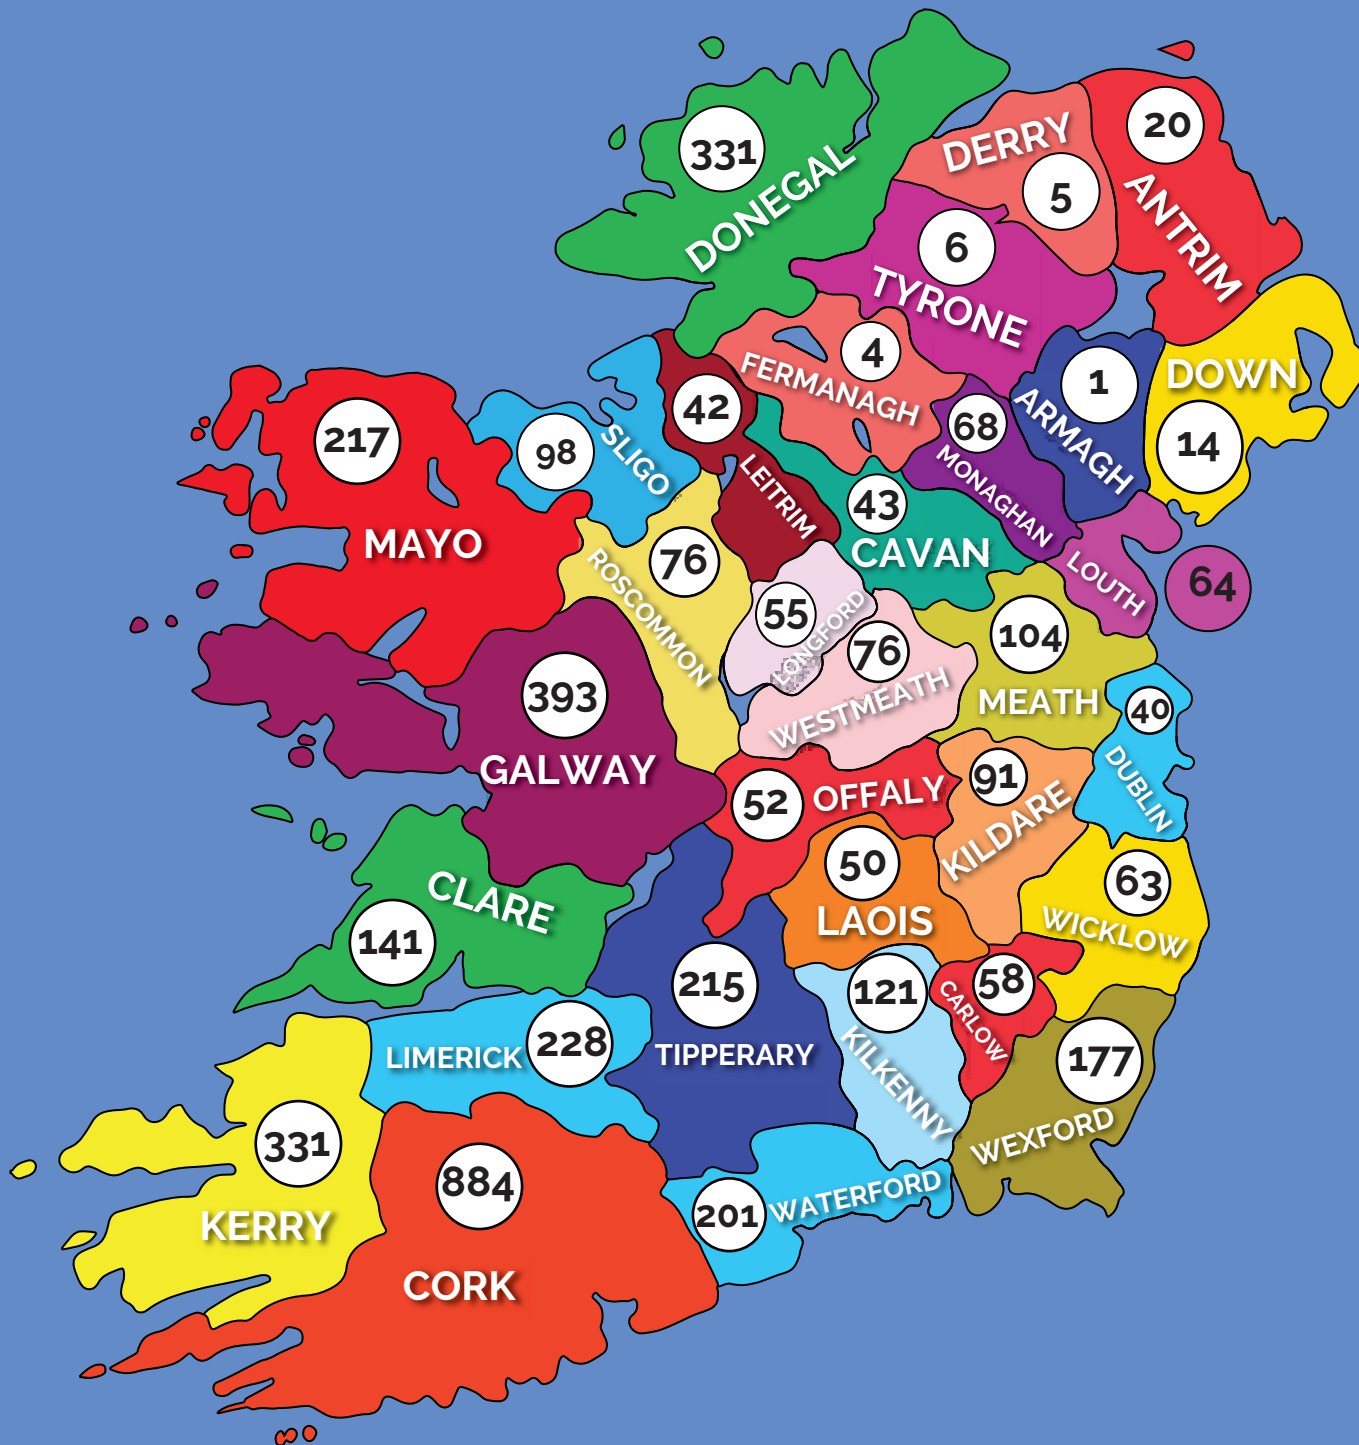 331
DONEGAL
DERRY
5
20
ANTRIM
6
TYRONE
4
FERMANAGH
1
ARMAGH
DOWN
14
217
MAYO
98
SLIGO
42
LEITRIM
68
MONAGHAN
43
CAVAN
76
ROSCOMMON
55
LONGFORD
76
WESTMEATH
LOUTH
64
104
MEATH
40
DUBLIN
393
GALWAY
52
OFFALY
91
KILDARE
50
LAOIS
63
WICKLOW
CLARE
141
215
TIPPERARY
121
KILKENNY
58
CARLOW
177
WEXFORD
LIMERICK 228
331
KERRY
884
CORK
201
WATERFORD